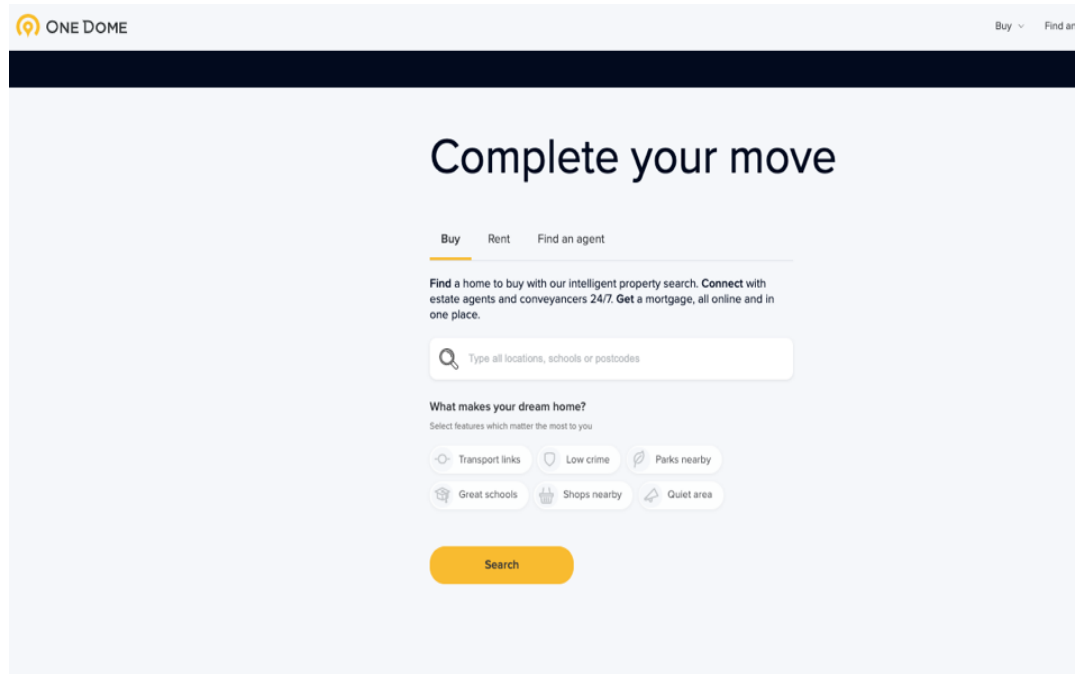 ONE DOME
Buy
Find an
Complete your move
Buy Rent Find an agent
Find a home to buy with our intelligent property search. Connect with
estate agents and conveyancers 24/7. Get a mortgage, all online and in
one place.
Type all locations, schools or postcodes
What makes your dream home?
Select features which matter the most to you
Transport links Low crime Parks nearby
Great schools Shops nearby Quiet area
Search